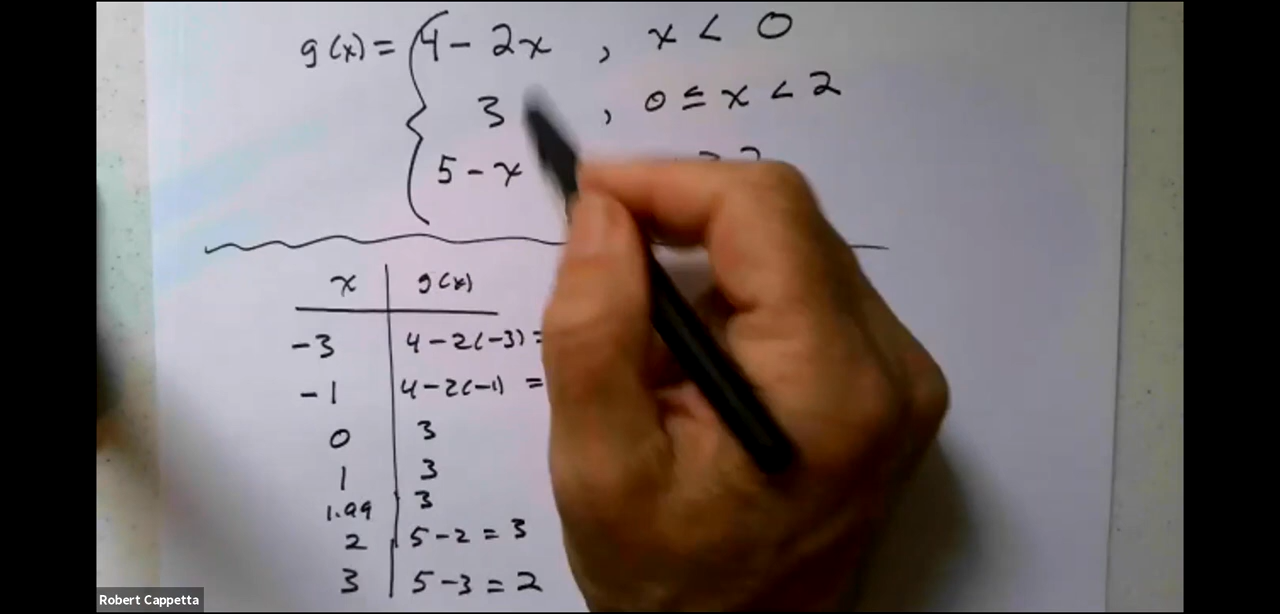 g(x) = { 4 - 2x , x < 0
3 , 0 ≤ x < 2
5 - x ≥ 2
x | g(x)
-3 | 4 - 2(-3) =
-1 | 4 - 2(-1) =
0 | 3
1 | 3
1.99 | 3
2 | 5 - 2 = 3
3 | 5 - 3 = 2
Robert Cappetta